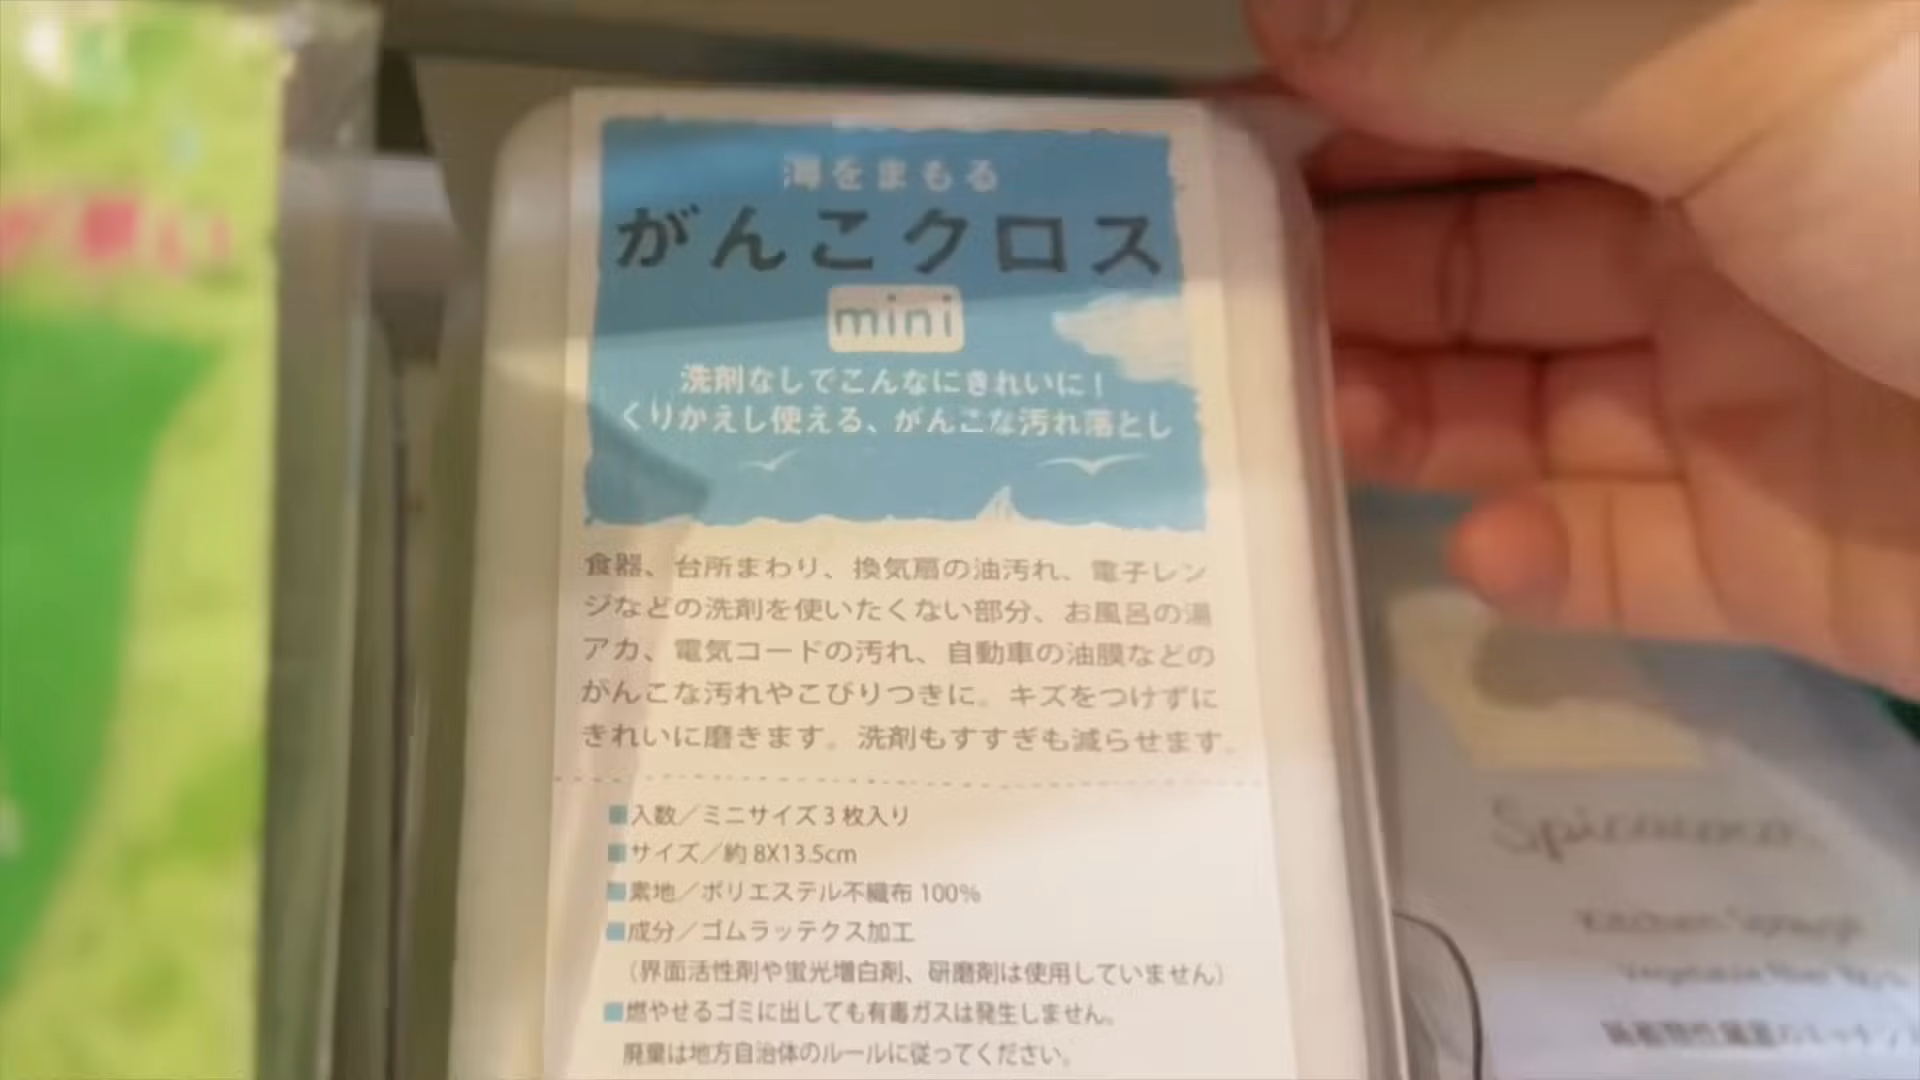 海をまもる
がんこクロス
mini
洗剤なしでこんなにきれいに！
くりかえし使える、がんこな汚れ落とし
食器、台所まわり、換気扇の油汚れ、電子レン
ジなどの洗剤を使いたくない部分、お風呂の湯
アカ、電気コードの汚れ、自動車の油膜などの
がんこな汚れやこびりつきに。キズをつけずに
きれいに磨きます。洗剤もすすぎも減らせます。
■入数／ミニサイズ3枚入り
■サイズ／約8X13.5cm
■素地／ポリエステル不織布100%
■成分／ゴムラッテクス加工
（界面活性剤や蛍光増白剤、研磨剤は使用していません）
■燃やせるゴミに出しても有毒ガスは発生しません。
廃棄は地方自治体のルールに従ってください。
Kitchen Sponge